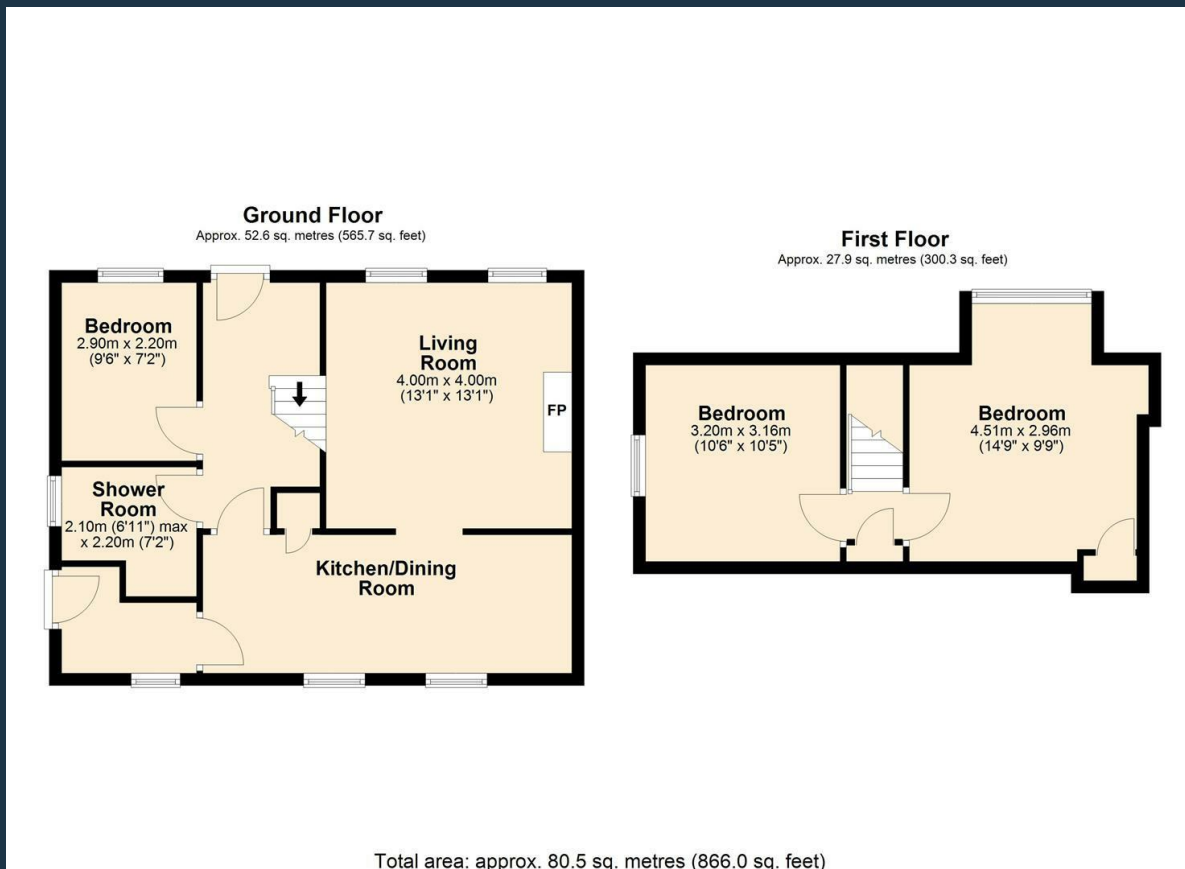 Ground Floor
Approx. 52.6 sq. metres (565.7 sq. feet)
Bedroom
2.90m x 2.20m
(9'6" x 7'2")
Living
Room
4.00m x 4.00m
(13'1" x 13'1")
FP
Shower
Room
2.10m (6'11") max
x 2.20m (7'2")
Kitchen/Dining
Room
First Floor
Approx. 27.9 sq. metres (300.3 sq. feet)
Bedroom
3.20m x 3.16m
(10'6" x 10'5")
Bedroom
4.51m x 2.96m
(14'9" x 9'9")
Total area: approx. 80.5 sq. metres (866.0 sq. feet)